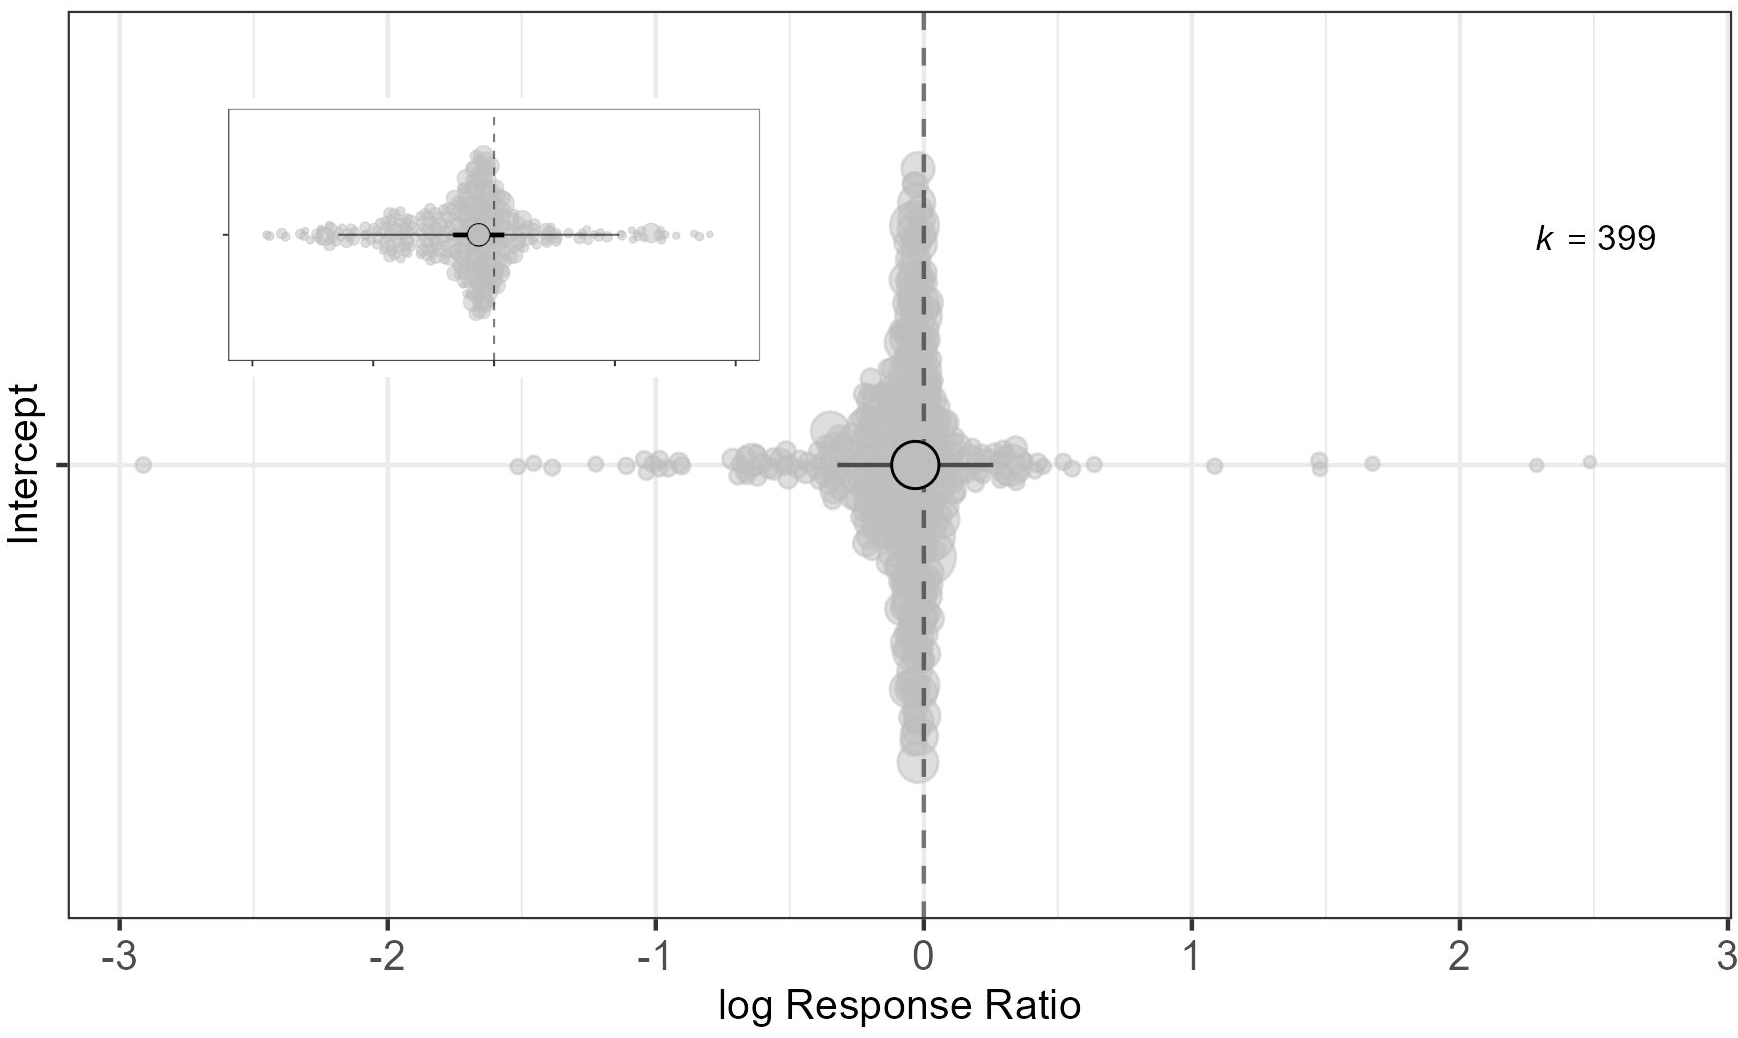 k = 399
Intercept
-3 -2 -1 0 1 2 3
log Response Ratio